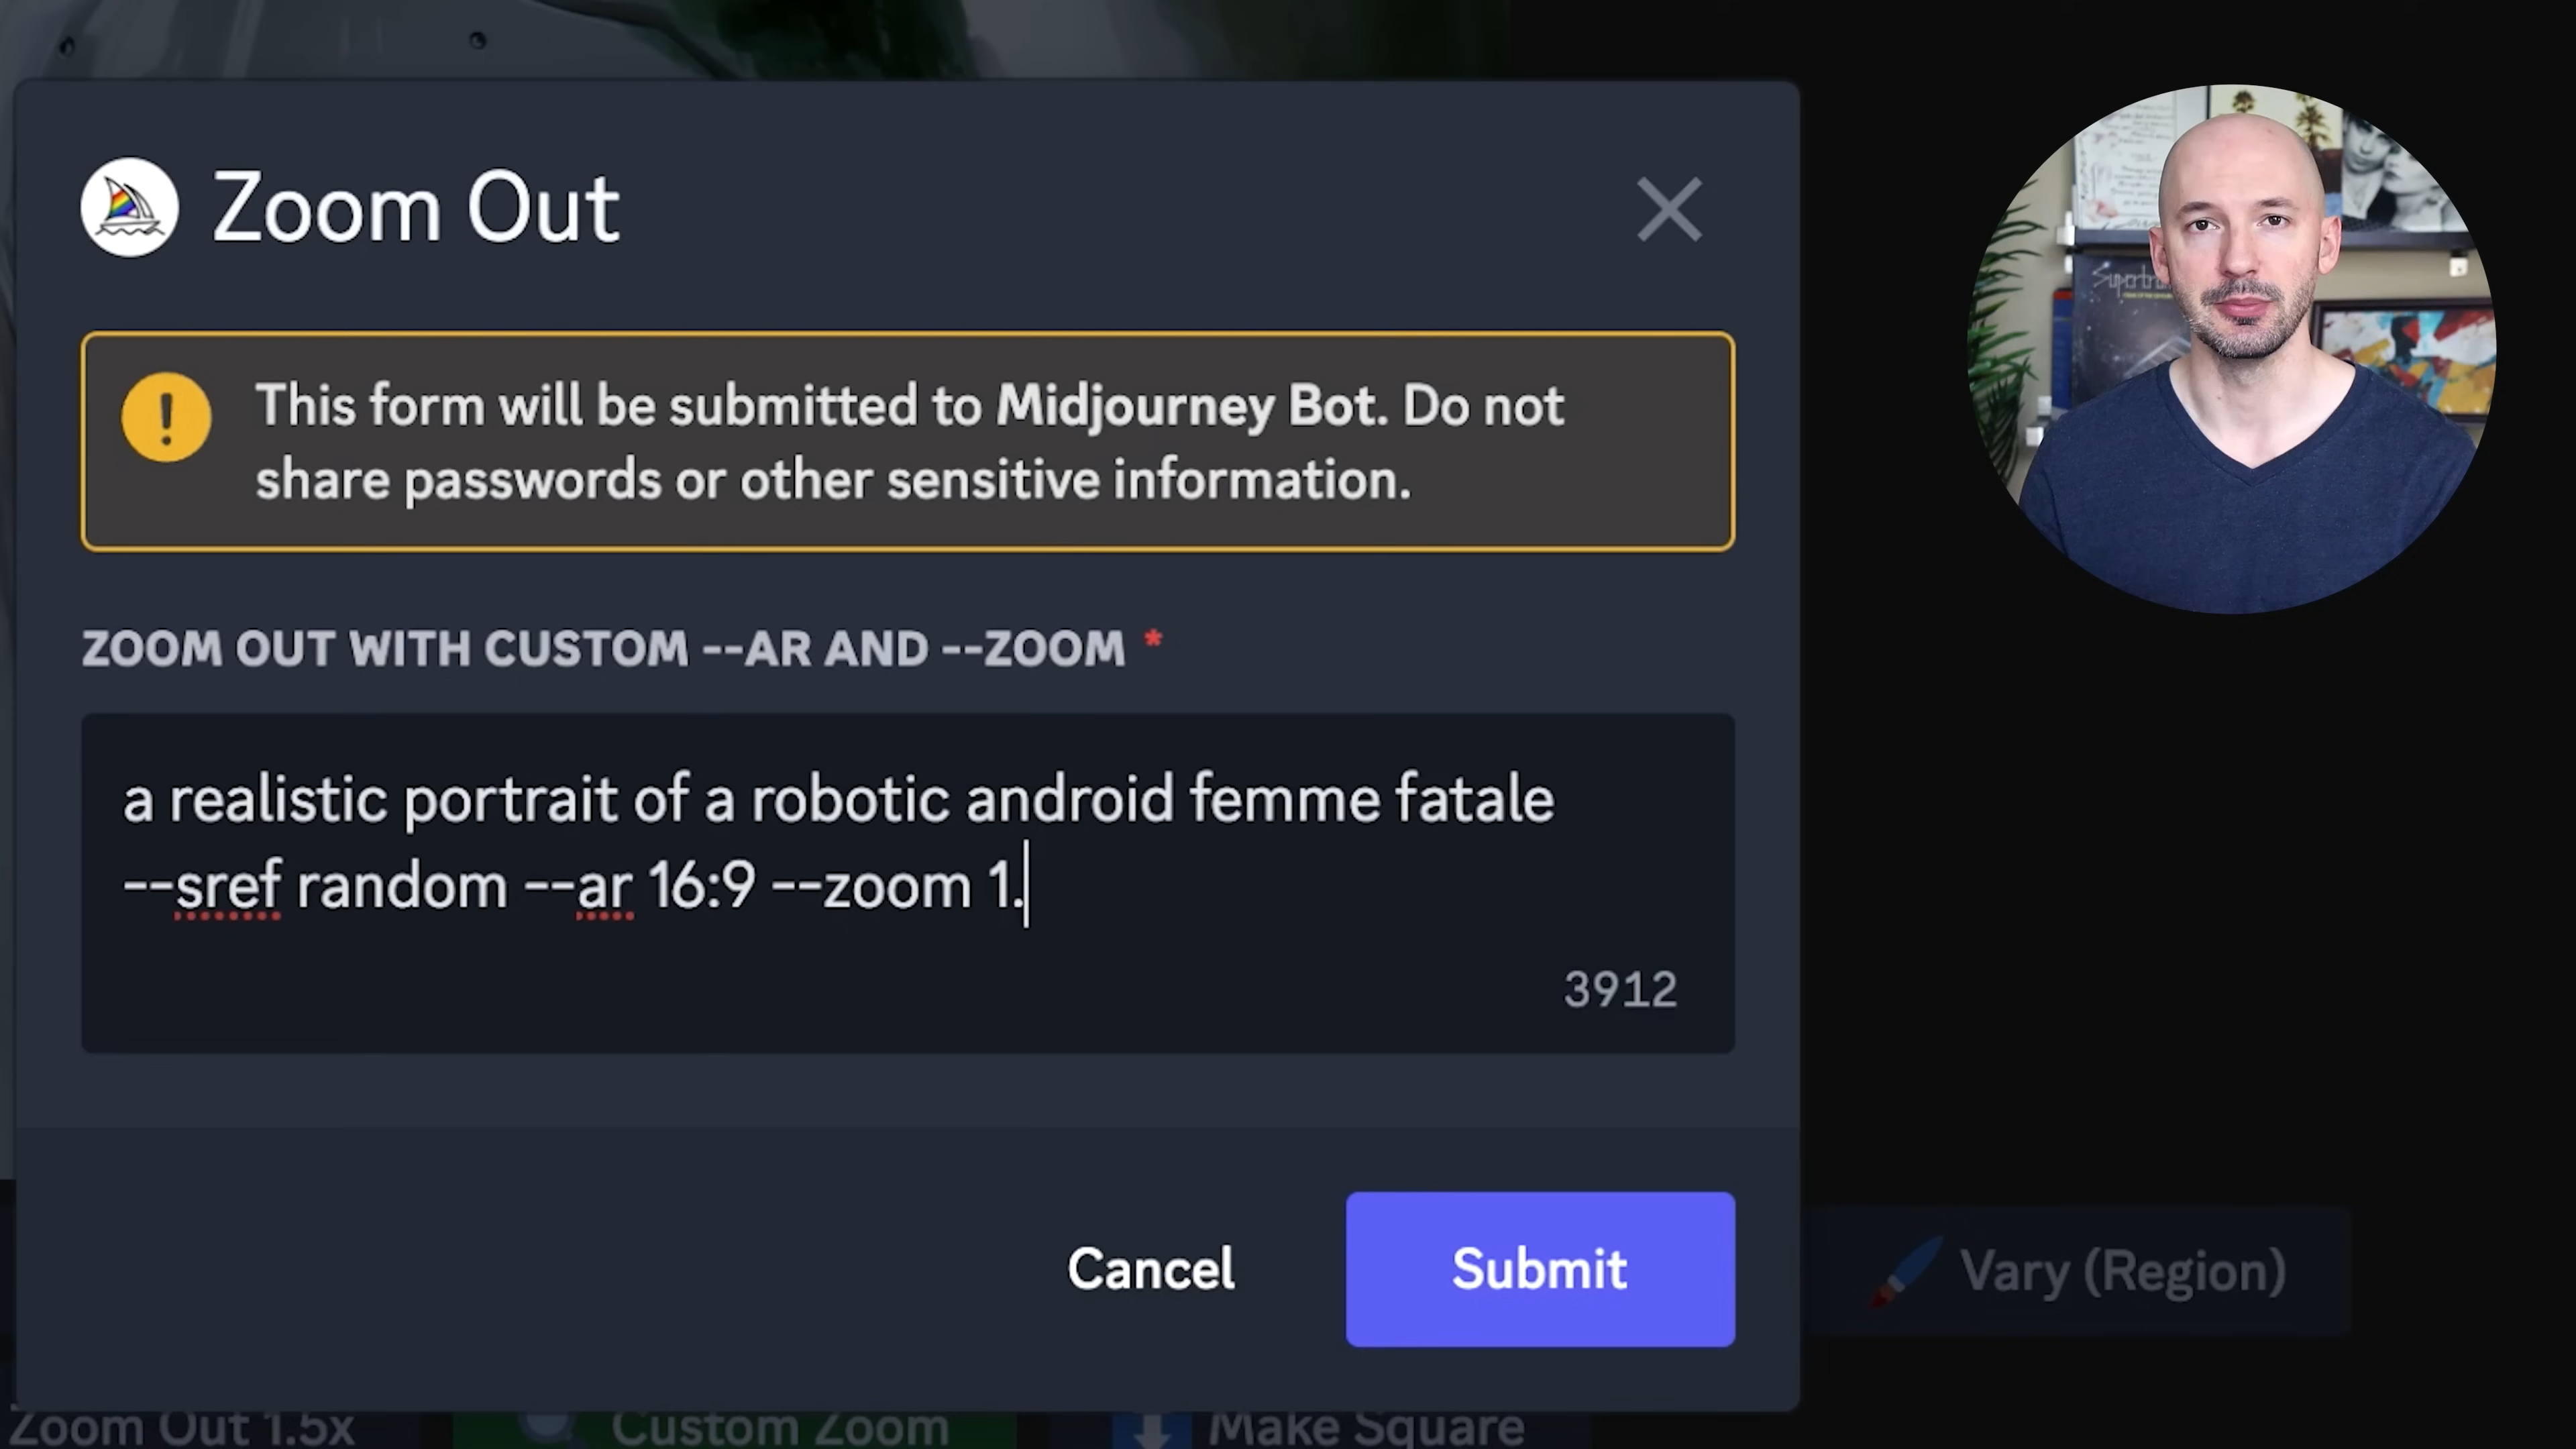 Zoom Out
This form will be submitted to Midjourney Bot. Do not
share passwords or other sensitive information.
ZOOM OUT WITH CUSTOM --AR AND --ZOOM *
a realistic portrait of a robotic android femme fatale
--sref random --ar 16:9 --zoom 1.
3912
Cancel
Submit
Vary (Region)
Zoom Out 1.5x
Custom Zoom
Make Square